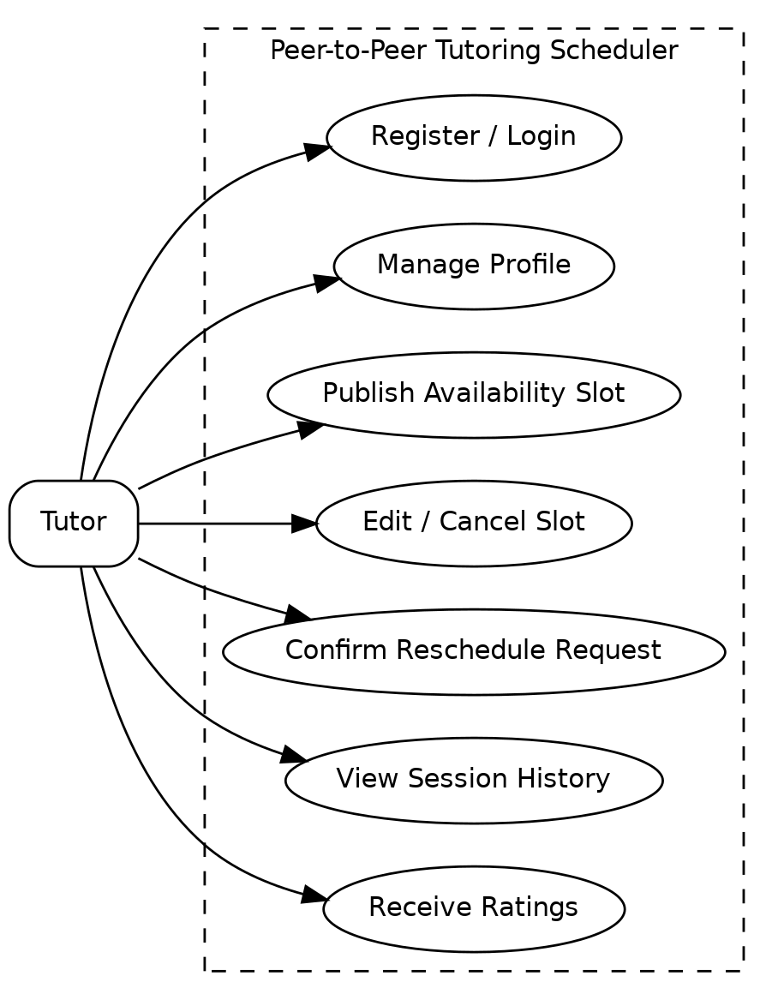 Peer-to-Peer Tutoring Scheduler
Register / Login
Manage Profile
Publish Availability Slot
Tutor
Edit / Cancel Slot
Confirm Reschedule Request
View Session History
Receive Ratings